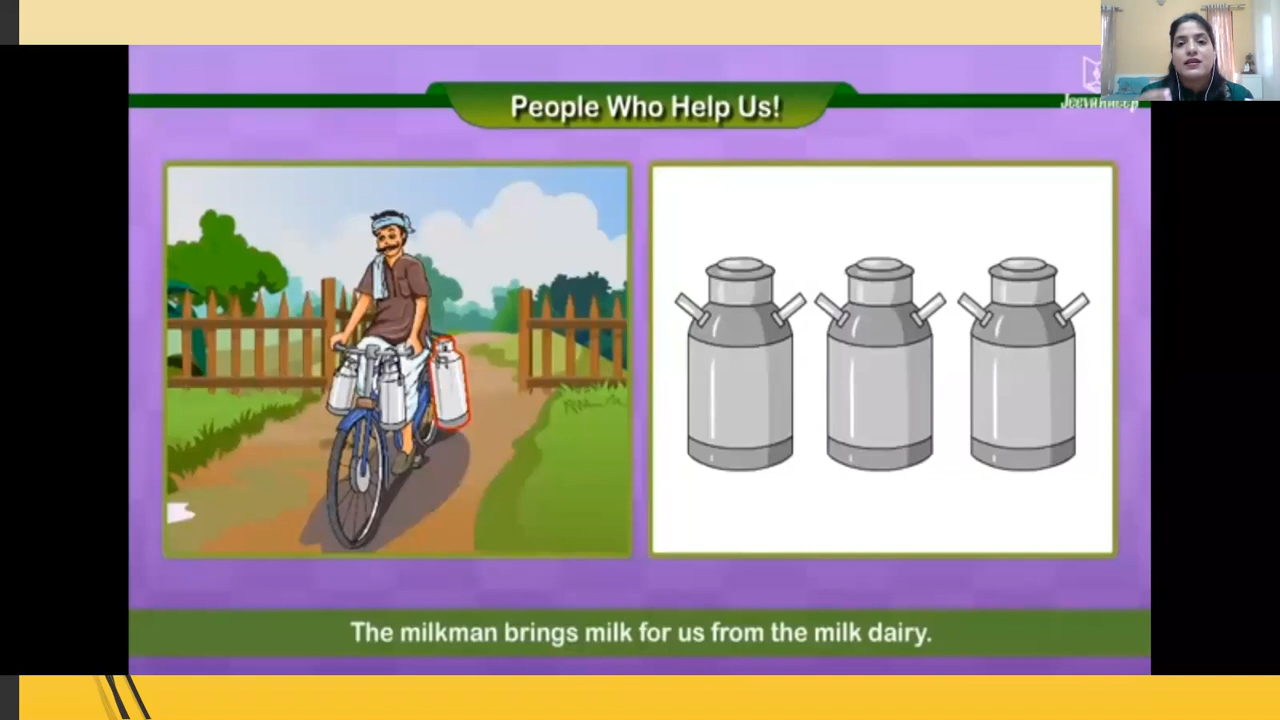 People Who Help Us!
The milkman brings milk for us from the milk dairy.